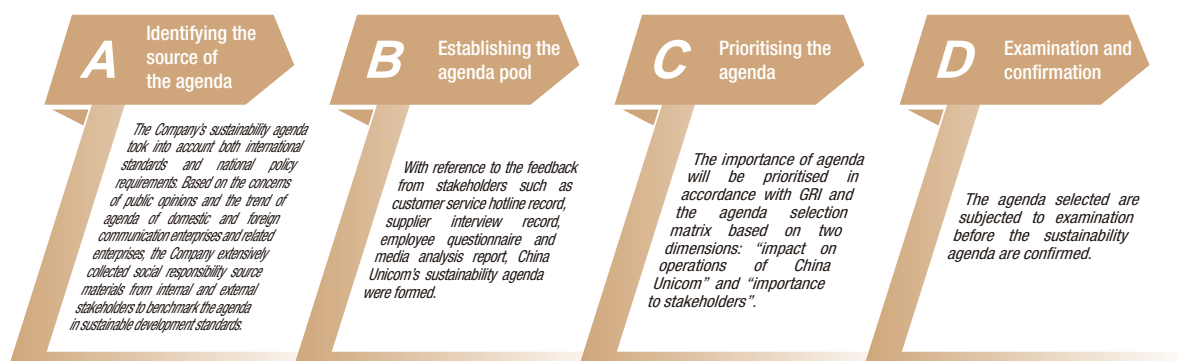 A
Identifying the
source of
the agenda
The Company's sustainability agenda
took into account both international
standards and national policy
requirements. Based on the concerns
of public opinions and the trend of
agenda of domestic and foreign
communication enterprises and related
enterprises, the Company extensively
collected social responsibility source
materials from internal and external
stakeholders to benchmark the agenda
in sustainable development standards.
B
Establishing the
agenda pool
With reference to the feedback
from stakeholders such as
customer service hotline record,
supplier interview record,
employee questionnaire and
media analysis report, China
Unicom's sustainability agenda
were formed.
C
Prioritising the
agenda
The importance of agenda
will be prioritised in
accordance with GRI and
the agenda selection
matrix based on two
dimensions: “impact on
operations of China
Unicom” and “importance
to stakeholders”.
D
Examination and
confirmation
The agenda selected are
subjected to examination
before the sustainability
agenda are confirmed.